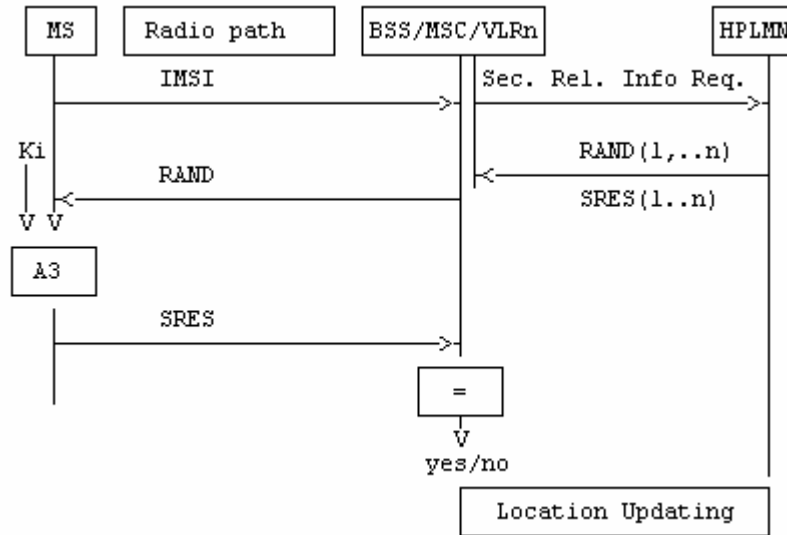 MS
Radio path
BSS/MSC/VLRn
HPLMN
IMSI
Sec. Rel. Info Req.
Ki
RAND
RAND(1,..n)
SRES(1..n)
A3
SRES
=
yes/no
Location Updating